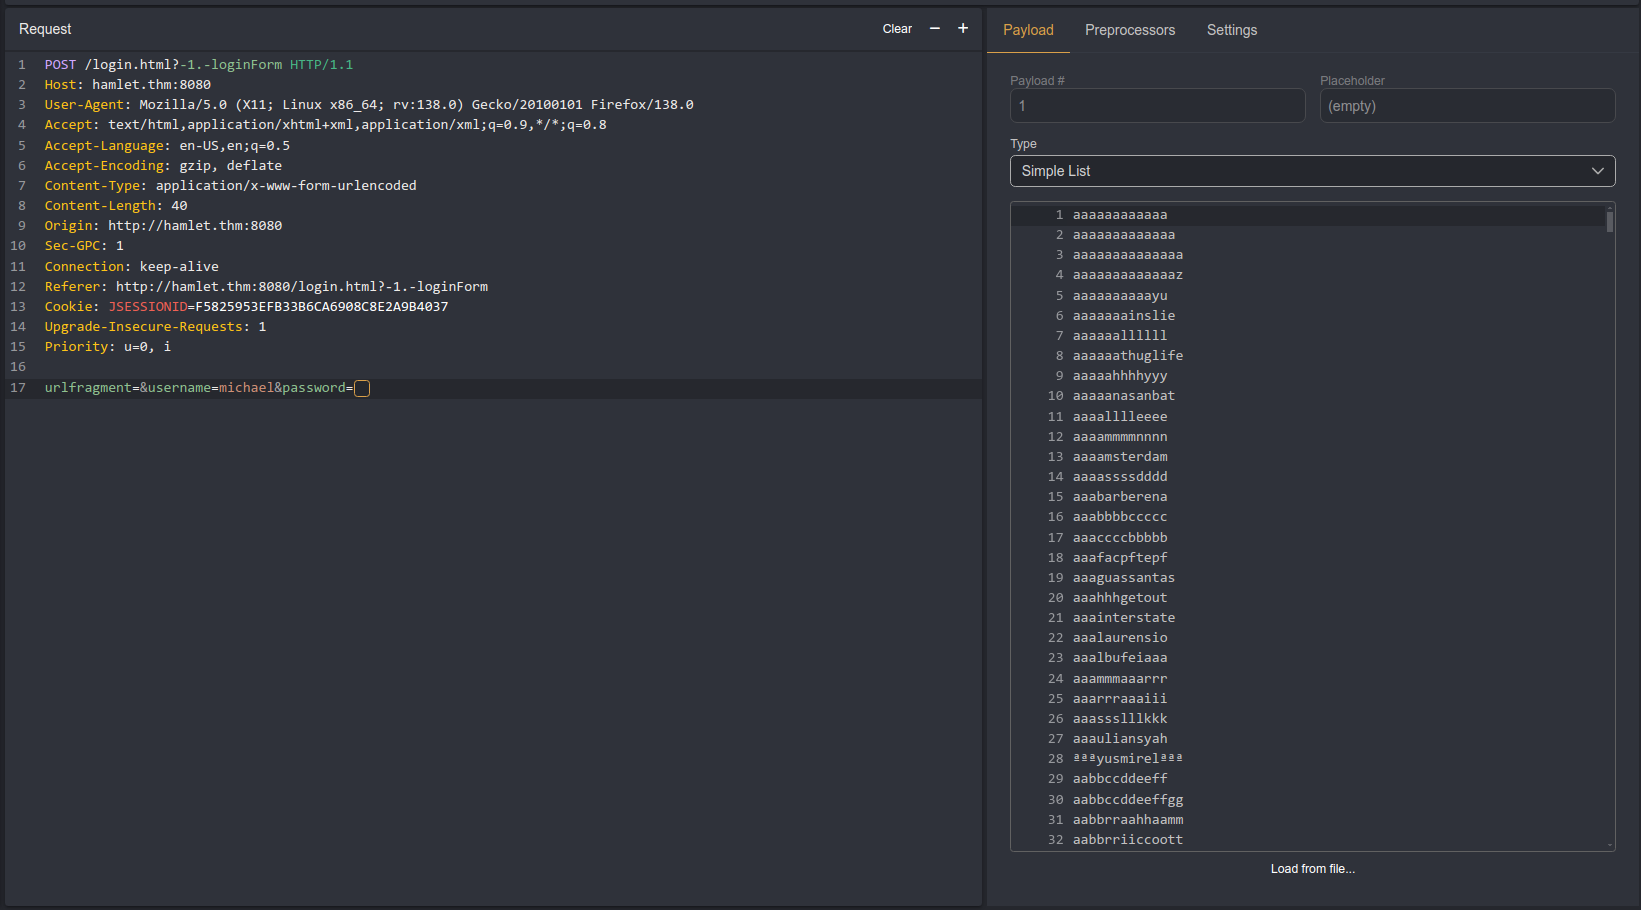 Request
Clear − +
1 POST /login.html?-1.-loginForm HTTP/1.1
2 Host: hamlet.thm:8080
3 User-Agent: Mozilla/5.0 (X11; Linux x86_64; rv:138.0) Gecko/20100101 Firefox/138.0
4 Accept: text/html,application/xhtml+xml,application/xml;q=0.9,*/*;q=0.8
5 Accept-Language: en-US,en;q=0.5
6 Accept-Encoding: gzip, deflate
7 Content-Type: application/x-www-form-urlencoded
8 Content-Length: 40
9 Origin: http://hamlet.thm:8080
10 Sec-GPC: 1
11 Connection: keep-alive
12 Referer: http://hamlet.thm:8080/login.html?-1.-loginForm
13 Cookie: JSESSIONID=F5825953EFB33B6CA6908C8E2A9B4037
14 Upgrade-Insecure-Requests: 1
15 Priority: u=0, i
16
17 urlfragment=&username=michael&password=
Payload Preprocessors Settings
Payload # Placeholder
1 (empty)
Type
Simple List
1 aaaaaaaaaaaa
2 aaaaaaaaaaaaa
3 aaaaaaaaaaaaaa
4 aaaaaaaaaaaaaz
5 aaaaaaaaaayu
6 aaaaaaainslie
7 aaaaaallllll
8 aaaaaathuglife
9 aaaaahhhhyyy
10 aaaaanasanbat
11 aaaalllleeee
12 aaaammmmnnnn
13 aaaamsterdam
14 aaaassssdddd
15 aaabarberena
16 aaabbbbccccc
17 aaaccccbbbbb
18 aaafacpftepf
19 aaaguassantas
20 aaahhhgetout
21 aaainterstate
22 aaalaurensio
23 aaalbufeiaaa
24 aaammmaaarrr
25 aaarrraaaiii
26 aaassslllkkk
27 aaauliansyah
28 ªªªyusmirelªªª
29 aabbccddeeff
30 aabbccddeeffgg
31 aabbrraahhaamm
32 aabbrriiccoott
Load from file...